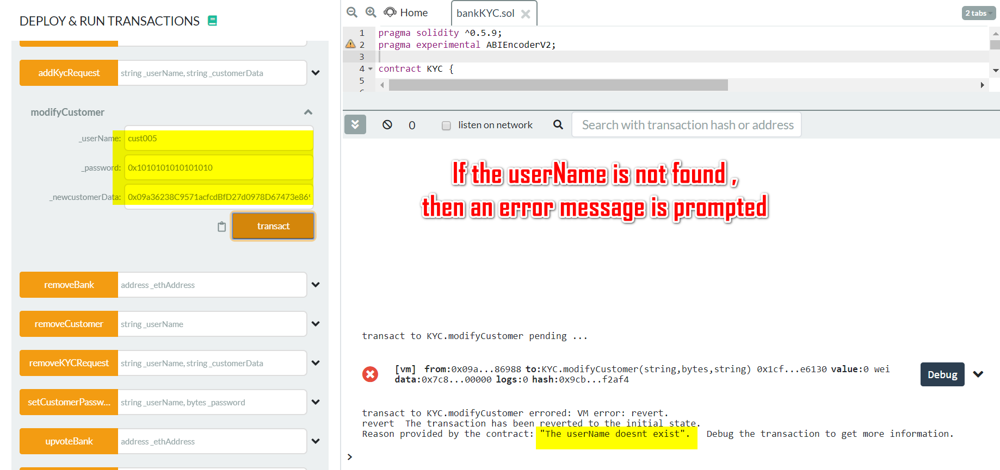 DEPLOY & RUN TRANSACTIONS
addKycRequest string _userName, string _customerData
modifyCustomer
_userName: cust005
_password: 0x1010101010101010
_newcustomerData: 0x09a36238C9571acfcdBfD27d0978D67473e869
transact
removeBank address _ethAddress
removeCustomer string _userName
removeKYCRequest string _userName, string _customerData
setCustomerPassw... string _userName, bytes _password
upvoteBank address _ethAddress
Home
bankKYC.sol
2 tabs
1 pragma solidity ^0.5.9;
2 pragma experimental ABIEncoderV2;
3
4 contract KYC {
5
0 listen on network Search with transaction hash or address
If the userName is not found ,
then an error message is prompted
transact to KYC.modifyCustomer pending ...
[vm] from:0x09a...86988 to:KYC.modifyCustomer(string,bytes,string) 0x1cf...e6130 value:0 wei
data:0x7c8...00000 logs:0 hash:0x9cb...f2af4
Debug
transact to KYC.modifyCustomer errored: VM error: revert.
revert The transaction has been reverted to the initial state.
Reason provided by the contract: "The userName doesnt exist". Debug the transaction to get more information.
>